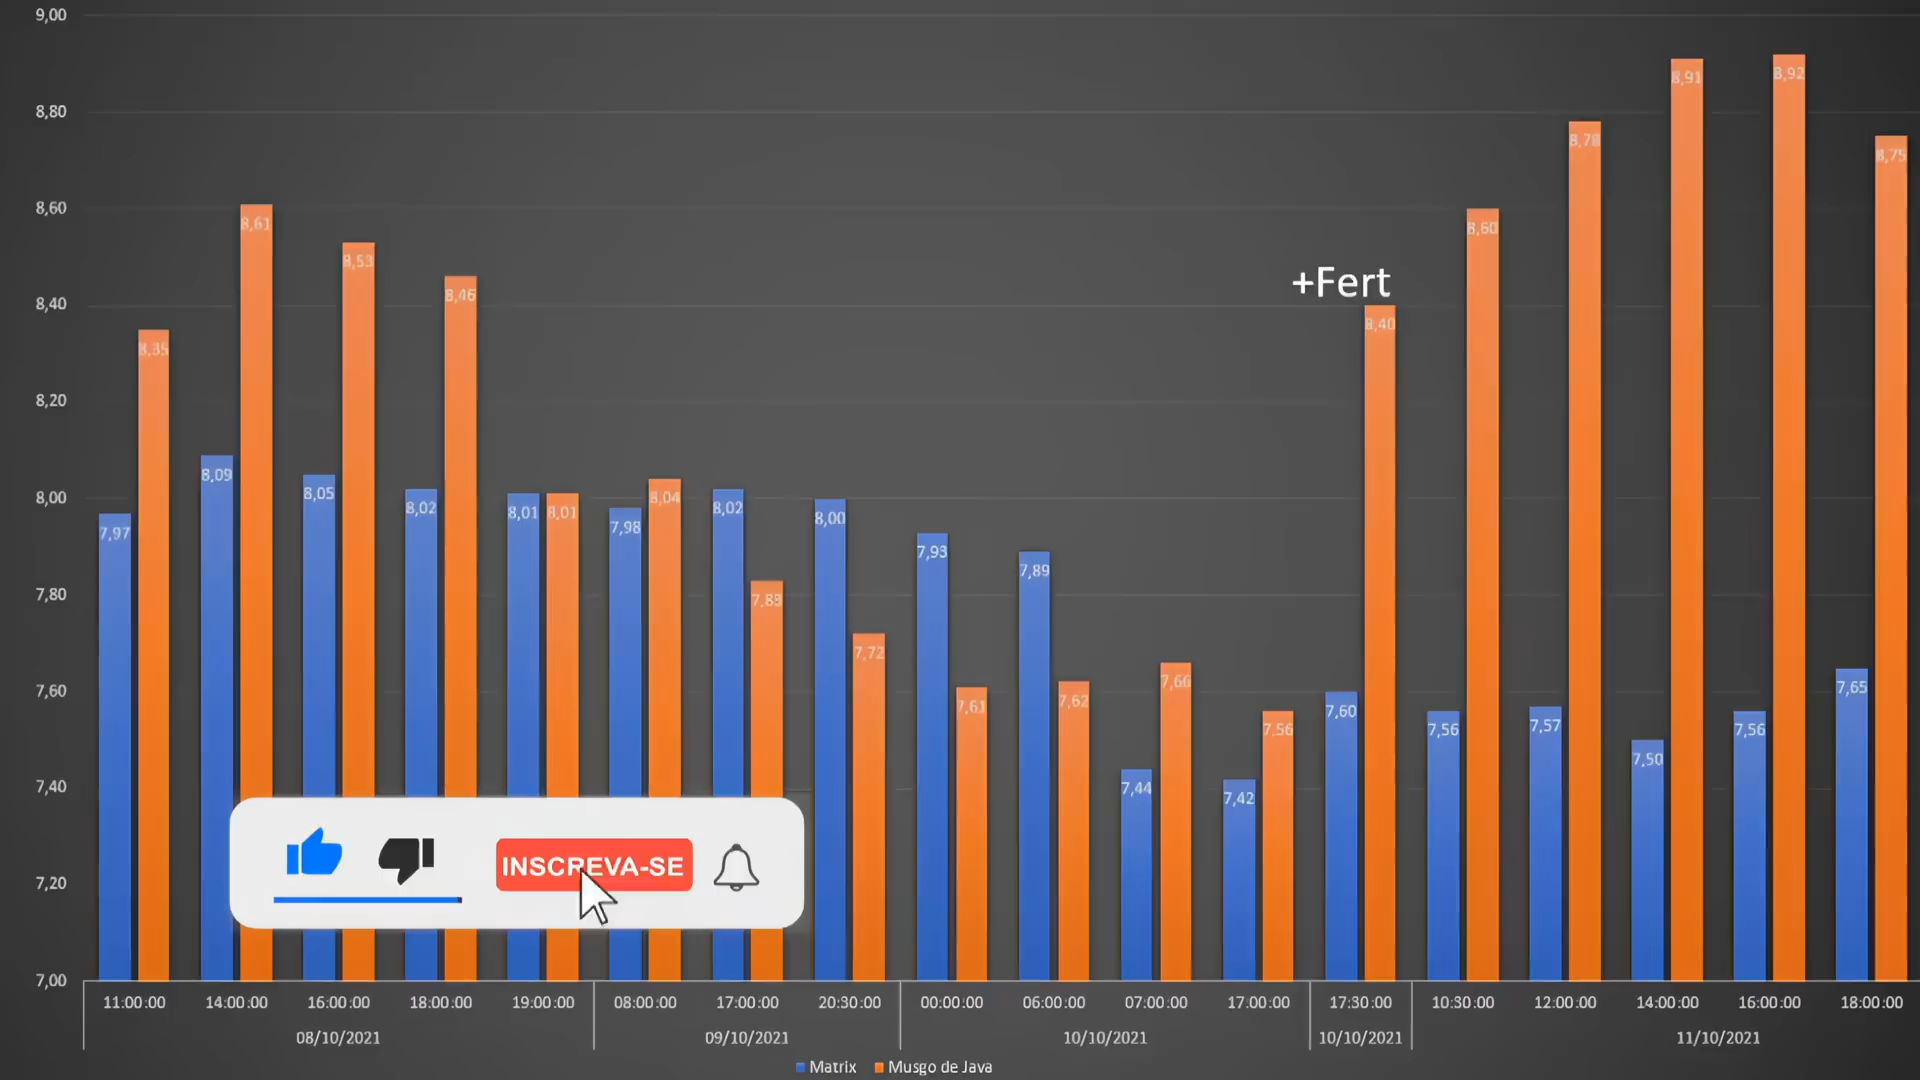 9,00
8,80
8,60
8,40
8,20
8,00
7,80
7,60
7,40
7,20
7,00
+Fert
7,97 8,35 8,09 8,61 8,05 8,53 8,02 8,46 8,01 8,01 7,98 8,04 8,02 7,83 8,00 7,72 7,93 7,61 7,89 7,62 7,44 7,66 7,42 7,56 7,60 8,40 7,56 8,60 7,57 8,78 7,50 8,91 7,56 8,92 7,65 8,75
INSCREVA-SE
11:00:00 14:00:00 16:00:00 18:00:00 19:00:00 08:00:00 17:00:00 20:30:00 00:00:00 06:00:00 07:00:00 17:00:00 17:30:00 10:30:00 12:00:00 14:00:00 16:00:00 18:00:00
08/10/2021 09/10/2021 10/10/2021 10/10/2021 11/10/2021
Matrix Musgo de Java